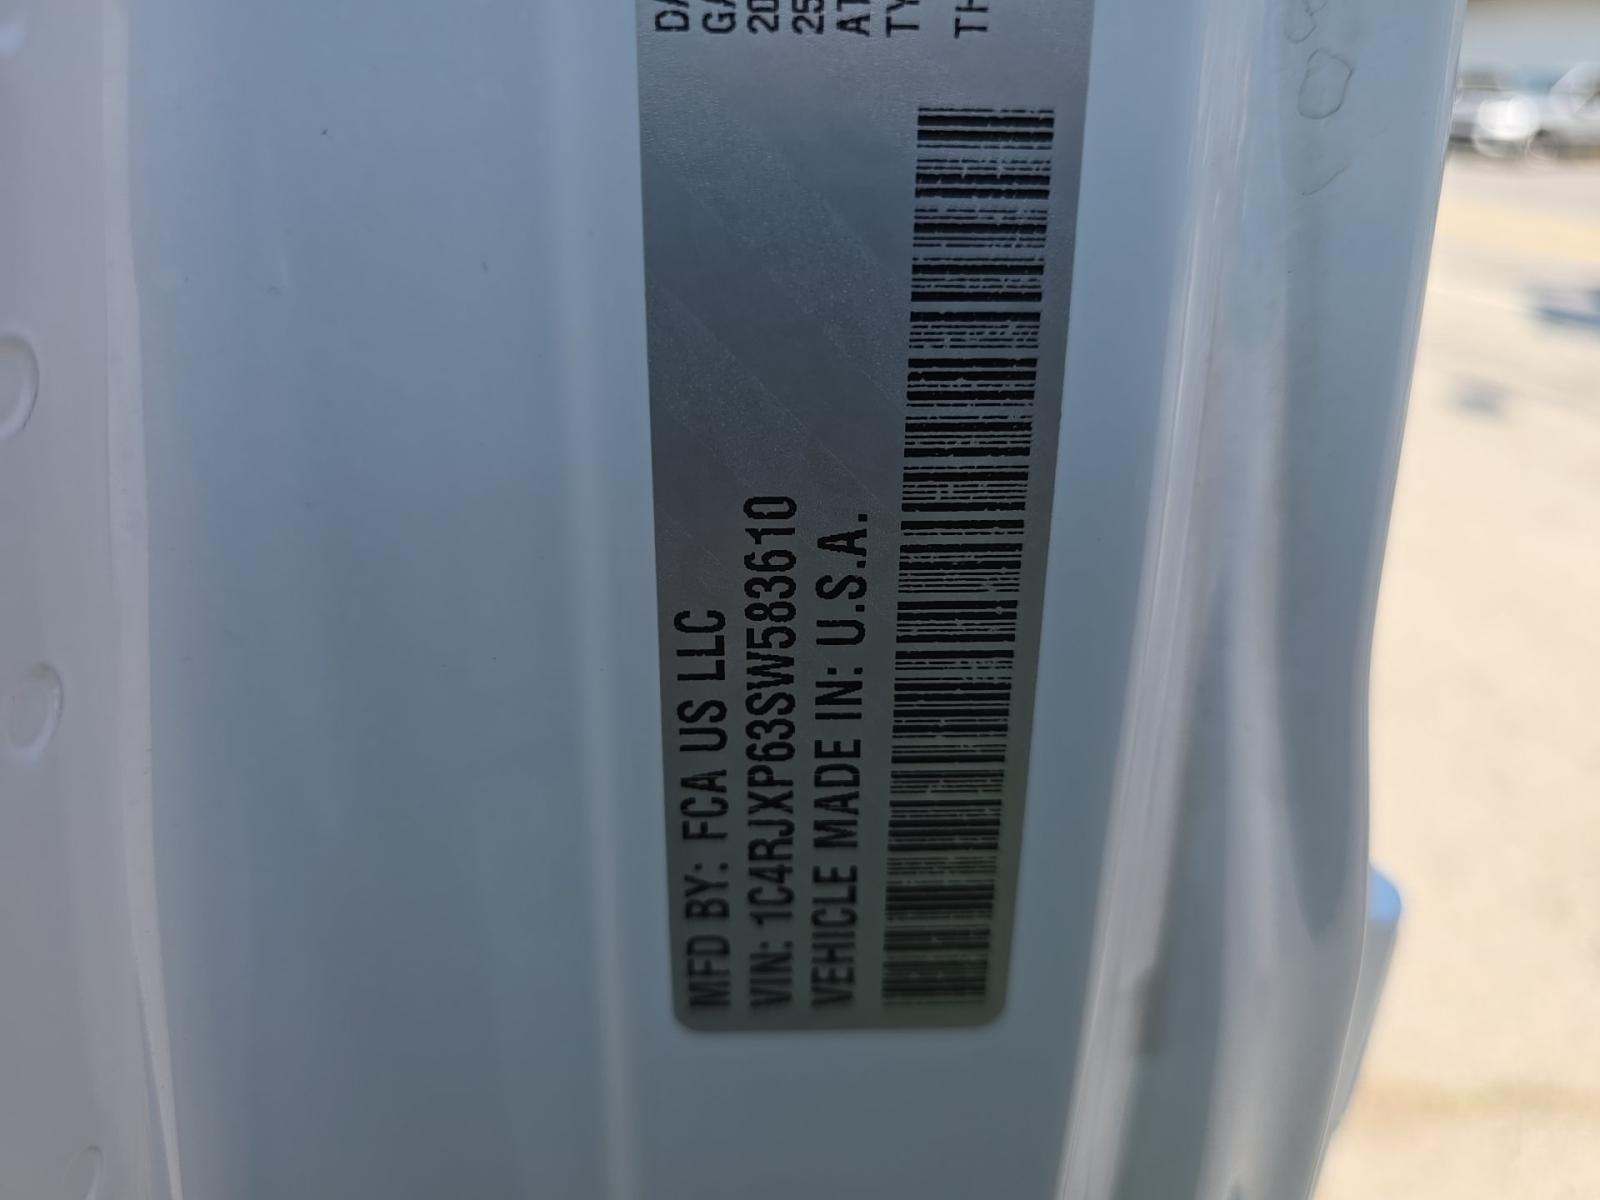 MFD BY: FCA US LLC
VIN: 1C4RJXP63SW583610
VEHICLE MADE IN: U.S.A.